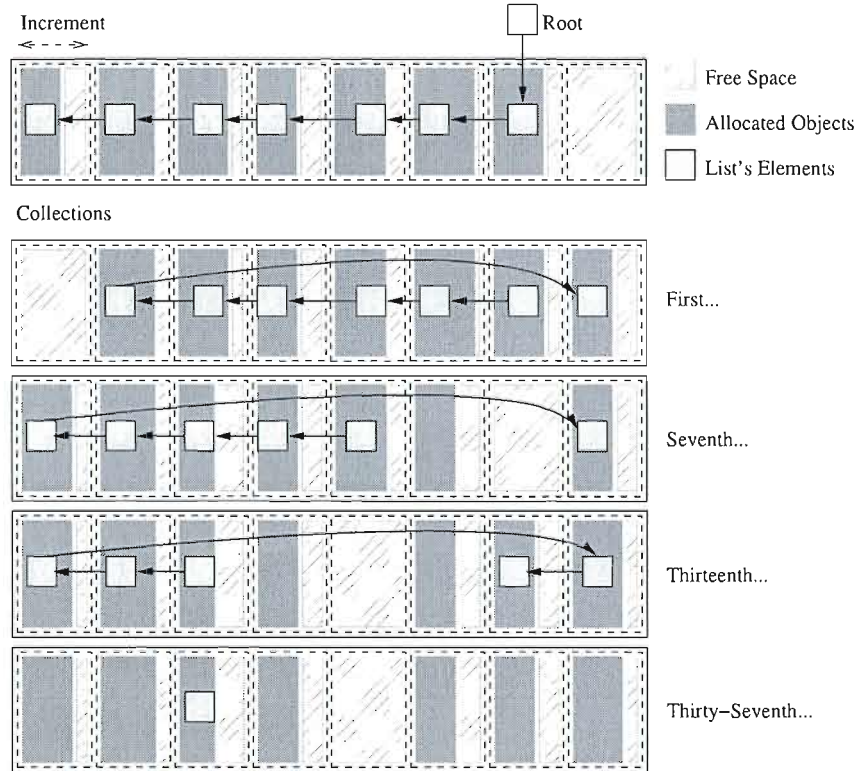 Increment
Root
Free Space
Allocated Objects
List's Elements
Collections
First...
Seventh...
Thirteenth...
Thirty–Seventh...